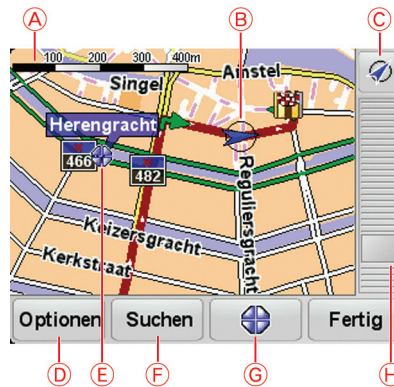 A
B
C
100 200 300 400m
Singel
Amstel
Herengracht
466
482
Reguliersgracht
Keizersgracht
Kerkstraat
Optionen Suchen Fertig
D
E
F
G
H